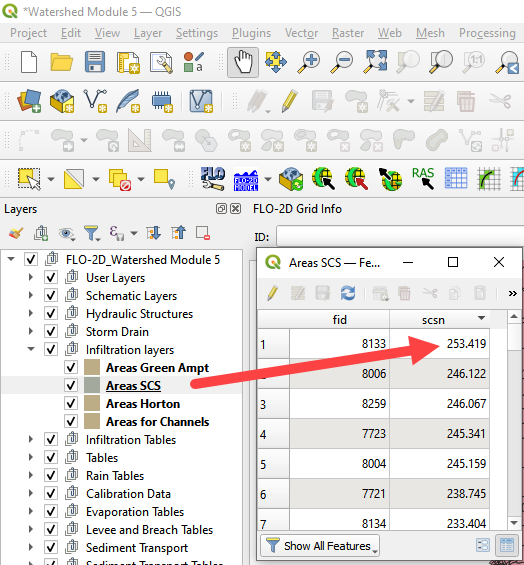 *Watershed Module 5 — QGIS
Project Edit View Layer Settings Plugins Vector Raster Mesh Processing
FLO
FLO-2D
MODEL
RAS
Layers
FLO-2D Grid Info
ID:
FLO-2D_Watershed Module 5
User Layers
Schematic Layers
Hydraulic Structures
Storm Drain
Infiltration layers
Areas Green Ampt
Areas SCS
Areas Horton
Areas for Channels
Infiltration Tables
Tables
Rain Tables
Calibration Data
Evaporation Tables
Levee and Breach Tables
Sediment Transport
Sediment Transport Tables
Areas SCS — Fe...
fid scsn
1 8133 253.419
8006 246.122
3 8259 246.067
4 7723 245.341
5 8004 245.159
6 7721 238.745
7 8134 233.404
Show All Features